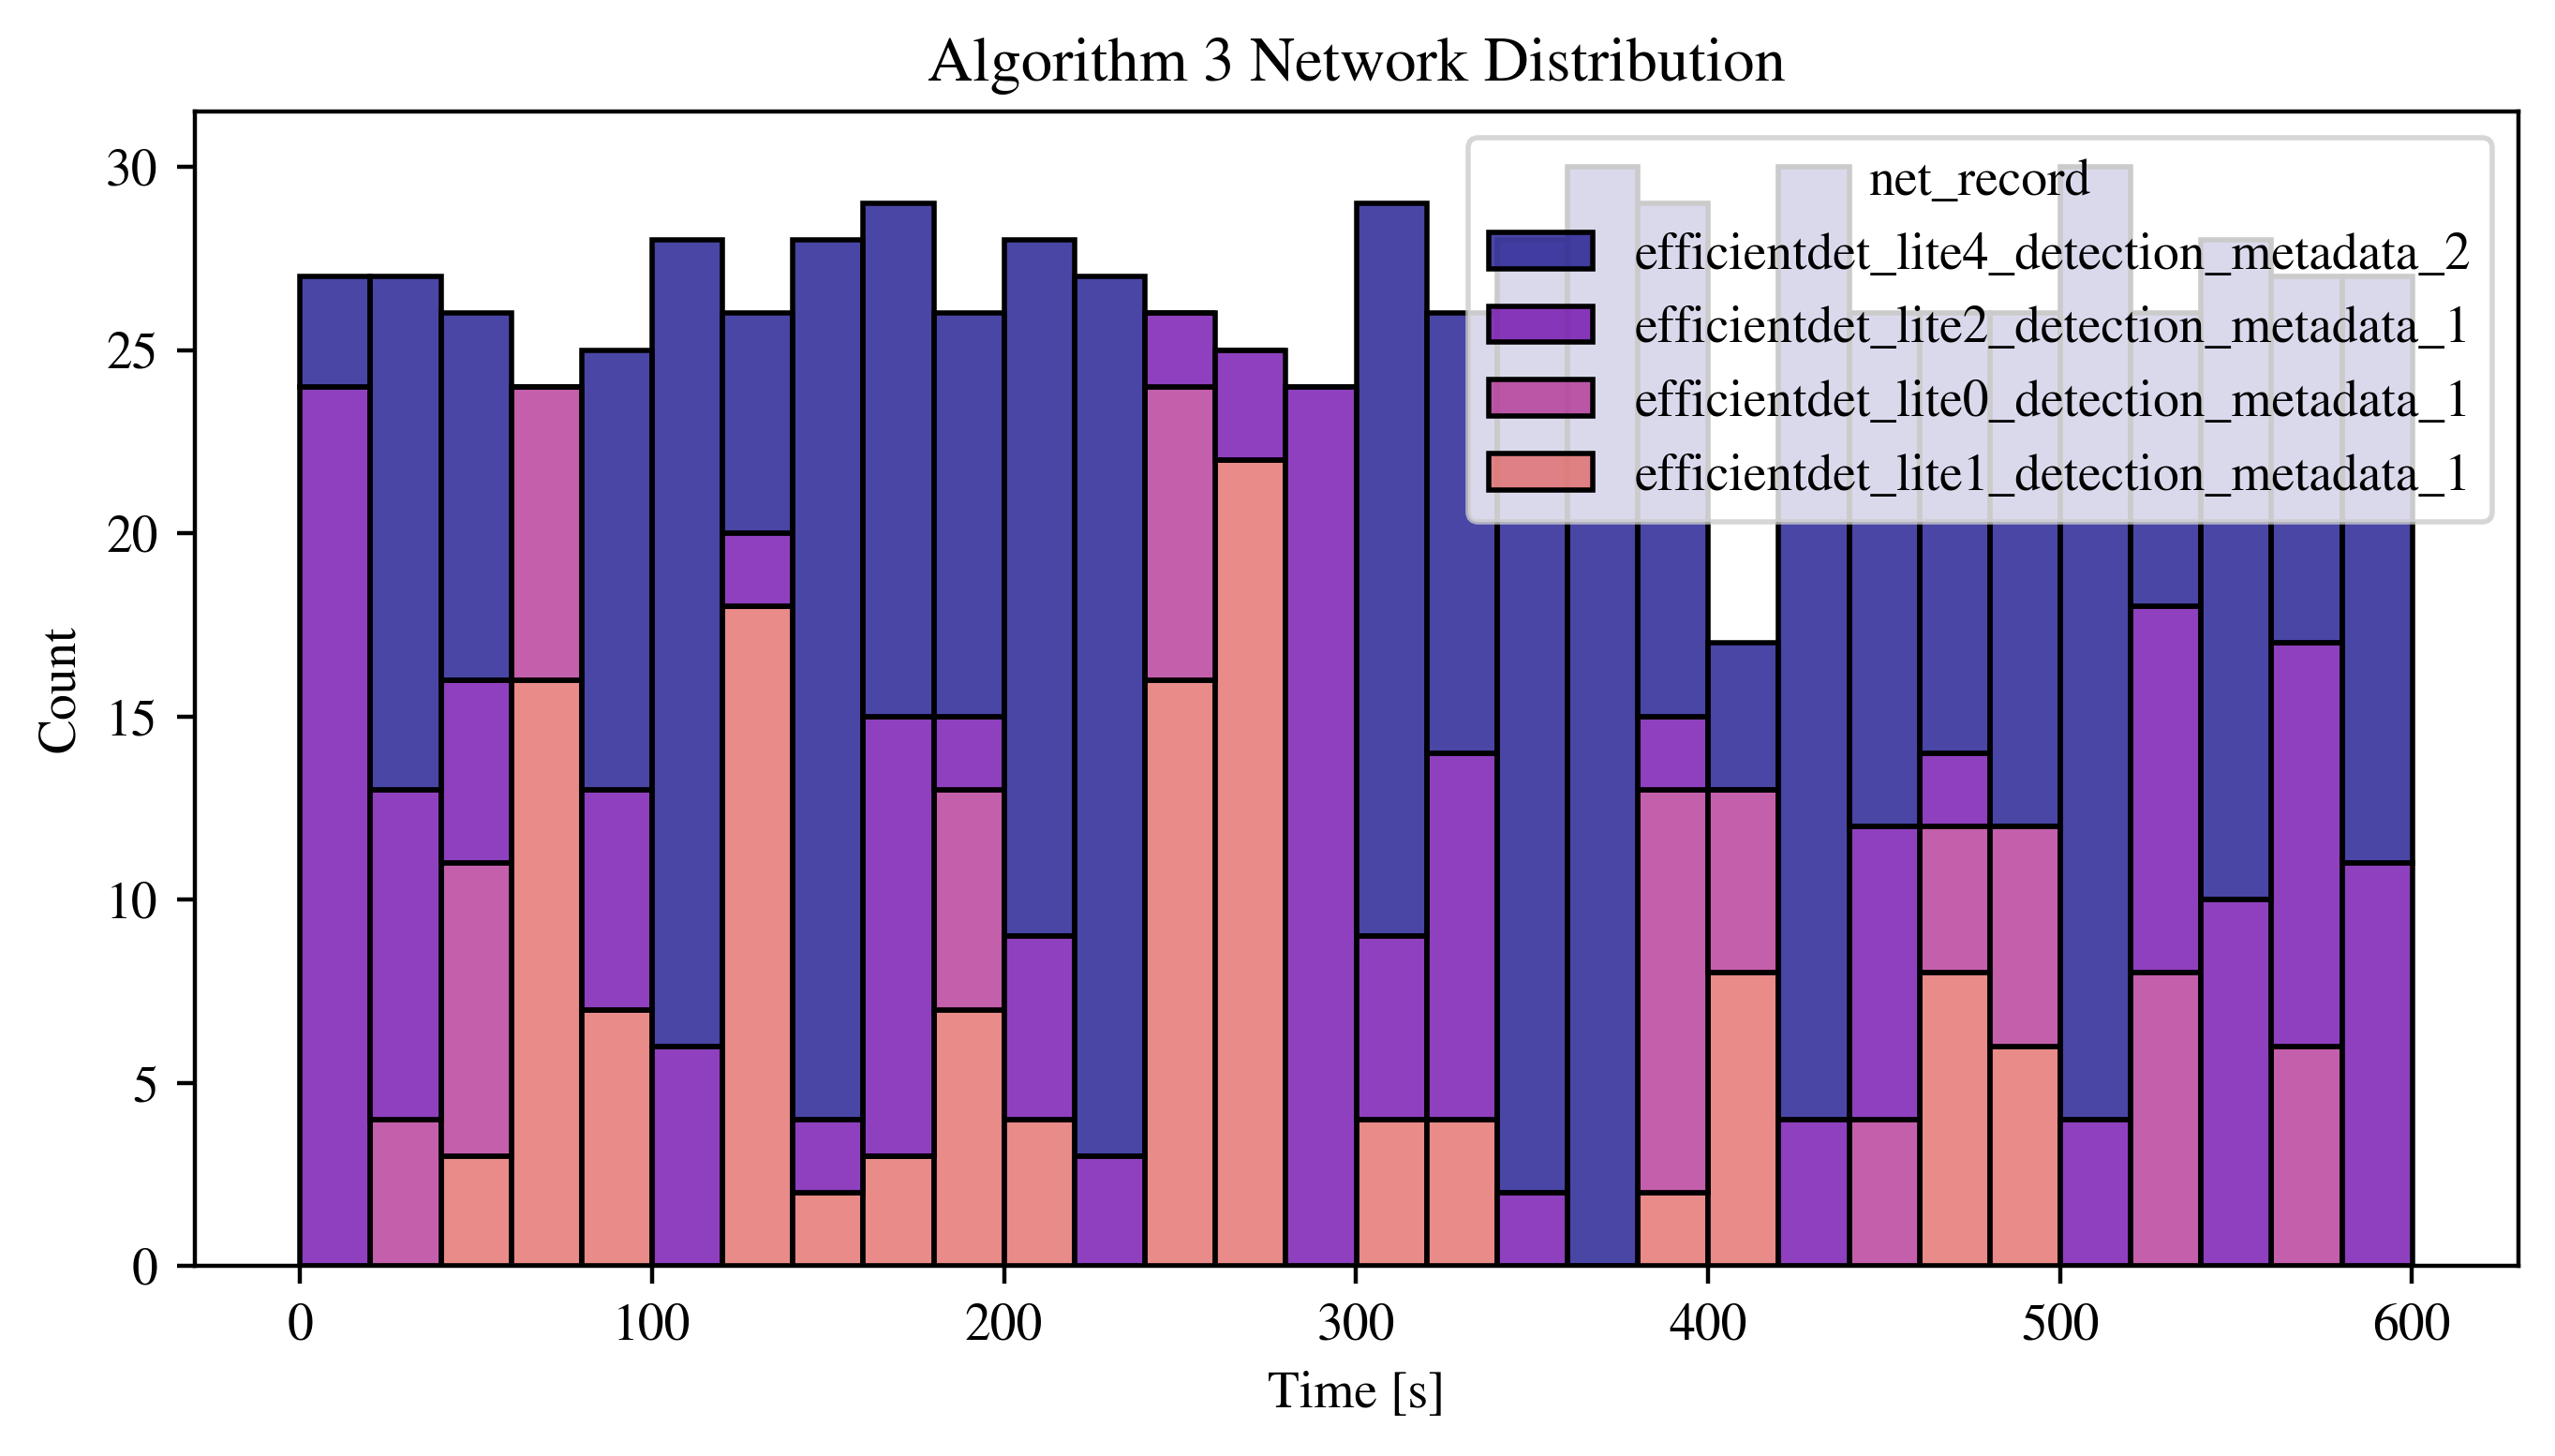 Algorithm 3 Network Distribution
30
25
20
15
10
5
0
Count
net_record
efficientdet_lite4_detection_metadata_2
efficientdet_lite2_detection_metadata_1
efficientdet_lite0_detection_metadata_1
efficientdet_lite1_detection_metadata_1
0 100 200 300 400 500 600
Time [s]